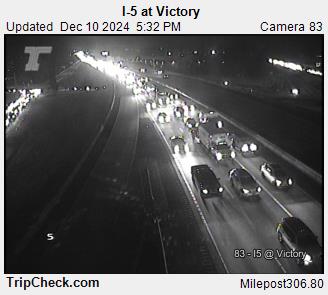 I-5 at Victory
Updated Dec 10 2024 5:32 PM Camera 83
T
S
83 - I5 @ Victory
TripCheck.com Milepost306.80